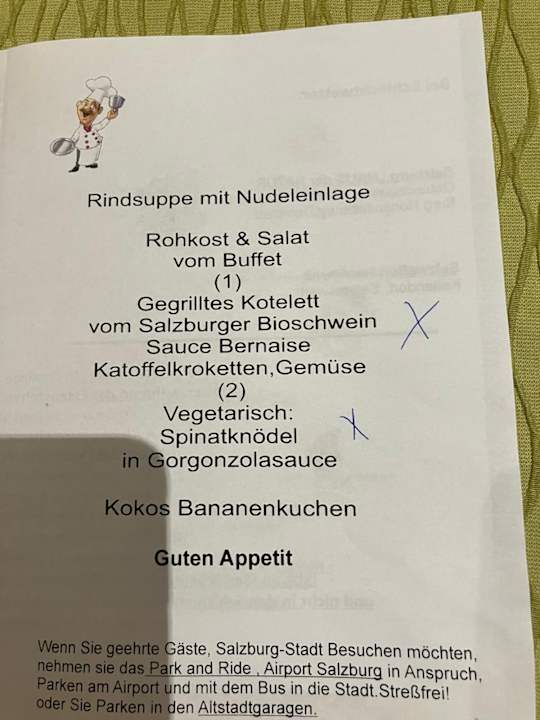 Rindsuppe mit Nudeleinlage
Rohkost & Salat
vom Buffet
(1)
Gegrilltes Kotelett
vom Salzburger Bioschwein
Sauce Bernaise
Katoffelkroketten,Gemüse
(2)
Vegetarisch:
Spinatknödel
in Gorgonzolasauce
Kokos Bananenkuchen
Guten Appetit
Wenn Sie geehrte Gäste, Salzburg-Stadt Besuchen möchten,
nehmen sie das Park and Ride , Airport Salzburg in Anspruch,
Parken am Airport und mit dem Bus in die Stadt.Streßfrei!
oder Sie Parken in den Altstadtgaragen.